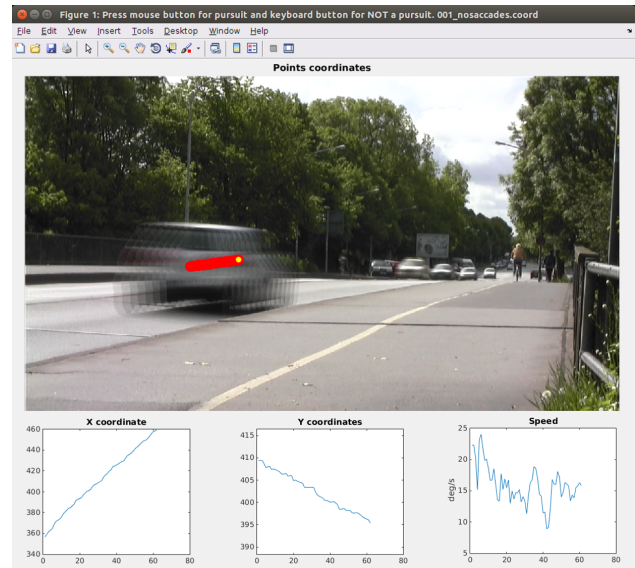 Figure 1: Press mouse button for pursuit and keyboard button for NOT a pursuit. 001_nosaccades.coord
File Edit View Insert Tools Desktop Window Help
Points coordinates
X coordinate
460
440
420
400
380
360
340
0 20 40 60 80
Y coordinates
415
410
405
400
395
390
0 20 40 60 80
Speed
deg/s
25
20
15
10
5
0 20 40 60 80